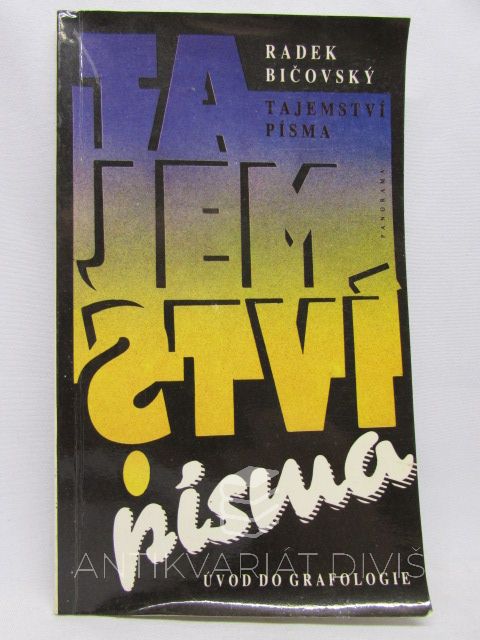 RADEK
BIČOVSKÝ
TAJEMSTVÍ
PÍSMA
PANORAMA
TA
JEM
STVÍ
písma
ANTIKVARIÁT DIVIŠ
ÚVOD DO GRAFOLOGIE